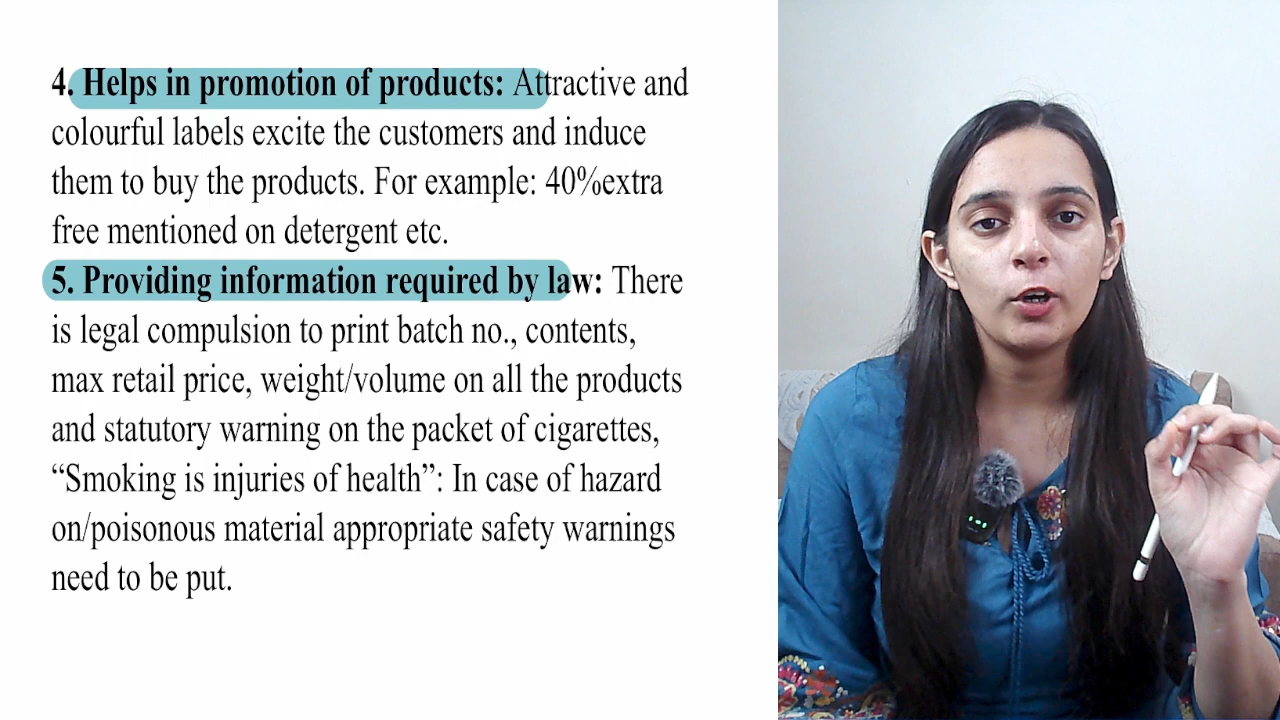 4. Helps in promotion of products: Attractive and
colourful labels excite the customers and induce
them to buy the products. For example: 40%extra
free mentioned on detergent etc.
5. Providing information required by law: There
is legal compulsion to print batch no., contents,
max retail price, weight/volume on all the products
and statutory warning on the packet of cigarettes,
“Smoking is injuries of health”: In case of hazard
on/poisonous material appropriate safety warnings
need to be put.